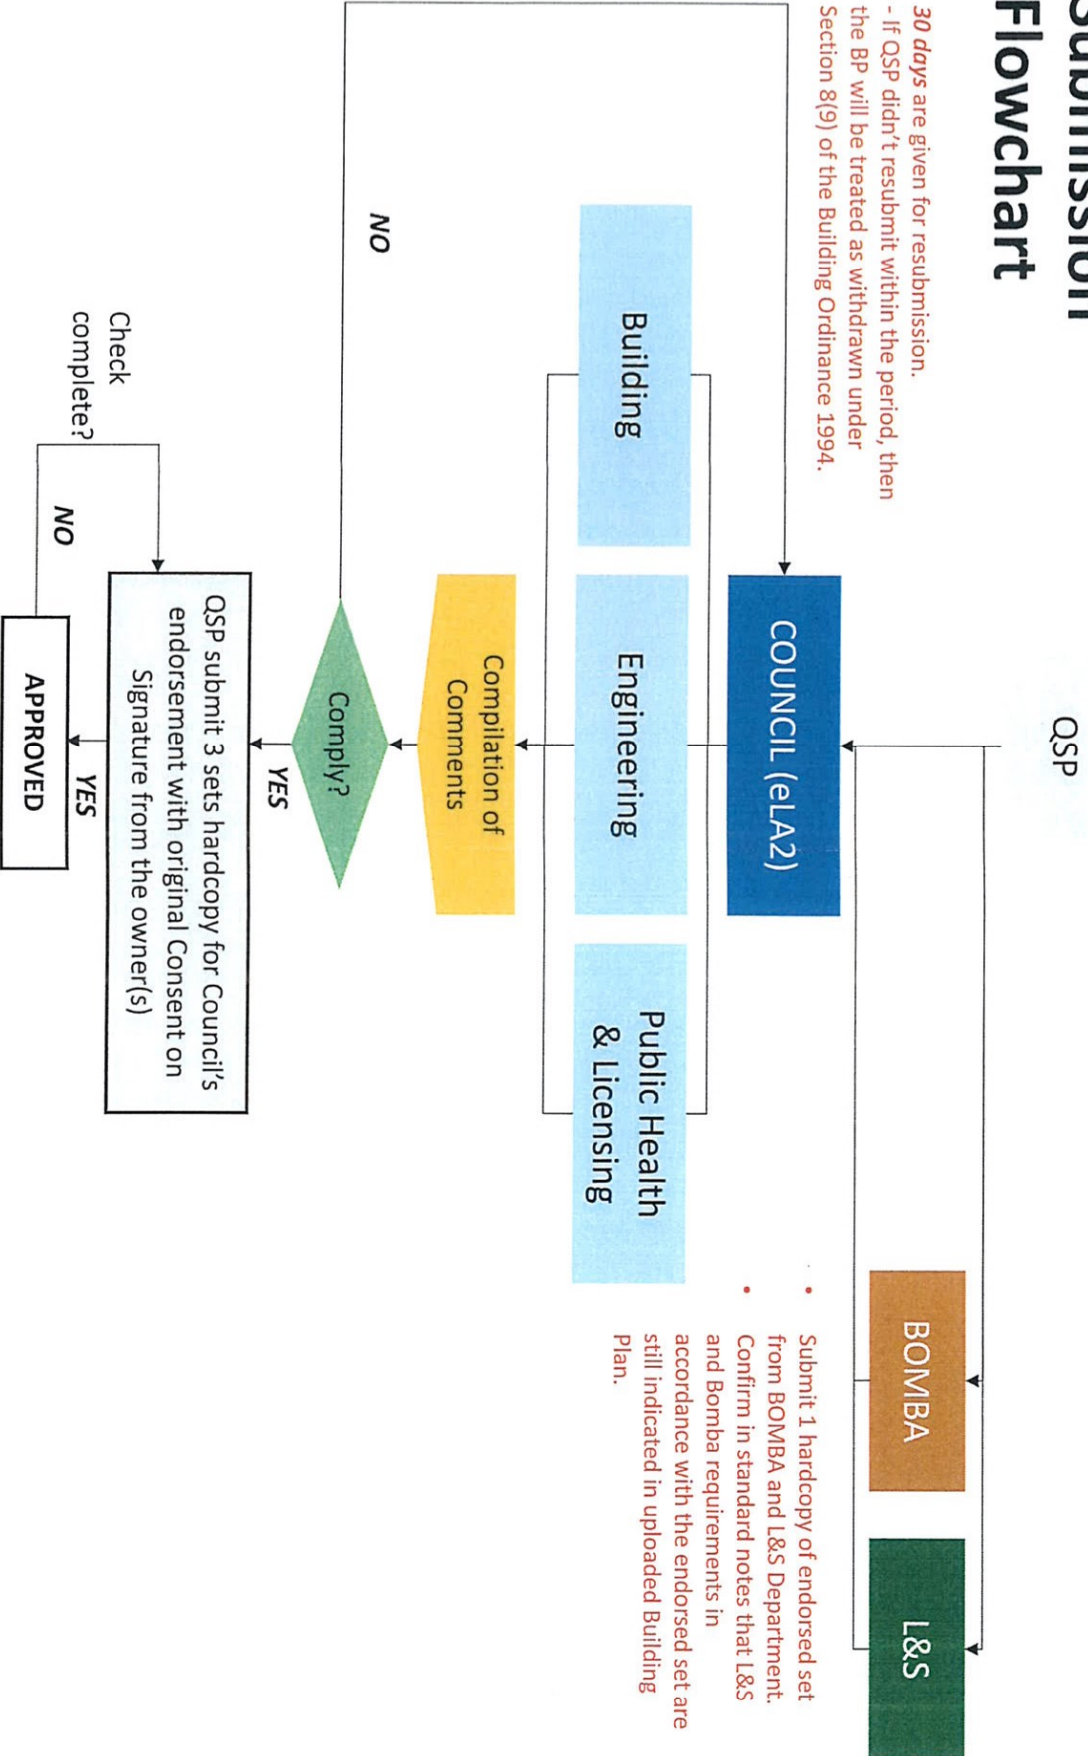 Submission
Flowchart
QSP
30 days are given for resubmission.
- If QSP didn't resubmit within the period, then
the BP will be treated as withdrawn under
Section 8(9) of the Building Ordinance 1994.
BOMBA
L&S
COUNCIL (eLA2)
• Submit 1 hardcopy of endorsed set
from BOMBA and L&S Department.
• Confirm in standard notes that L&S
and Bomba requirements in
accordance with the endorsed set are
still indicated in uploaded Building
Plan.
Building
Engineering
Public Health
& Licensing
Compilation of
Comments
NO
Comply?
YES
QSP submit 3 sets hardcopy for Council's
endorsement with original Consent on
Signature from the owner(s)
Check
complete?
NO
YES
APPROVED